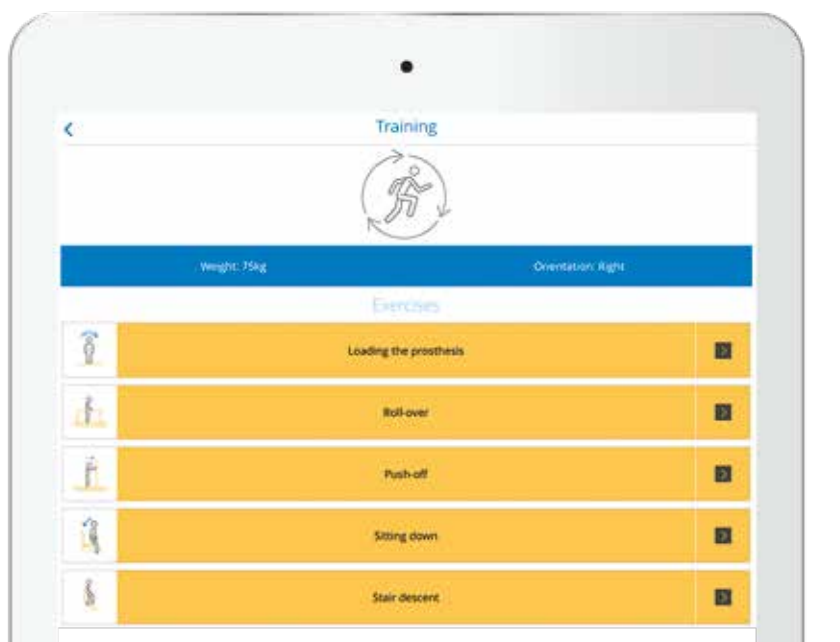 Training
Weight: 75kg
Orientation: Right
Exercises
Loading the prosthesis
Roll-over
Push-off
Sitting down
Stair descent